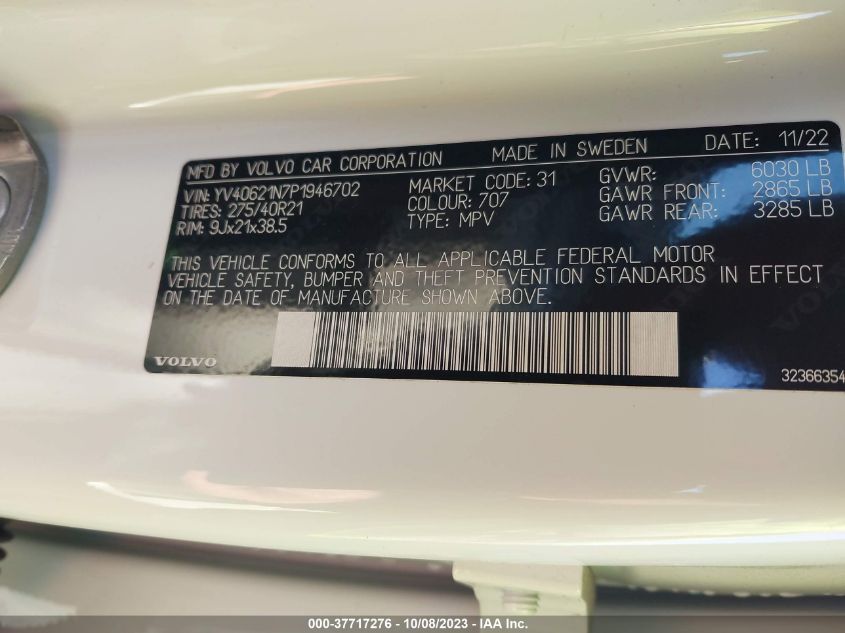 MFD BY VOLVO CAR CORPORATION MADE IN SWEDEN DATE: 11/22
VIN: YV40621N7P1946702 MARKET CODE: 31 GVWR: 6030 LB
TIRES: 275/40R21 COLOUR: 707 GAWR FRONT: 2865 LB
RIM: 9Jx21x38.5 TYPE: MPV GAWR REAR: 3285 LB
THIS VEHICLE CONFORMS TO ALL APPLICABLE FEDERAL MOTOR
VEHICLE SAFETY, BUMPER AND THEFT PREVENTION STANDARDS IN EFFECT
ON THE DATE OF MANUFACTURE SHOWN ABOVE.
VOLVO
32366354
000-37717276 - 10/08/2023 - IAA Inc.